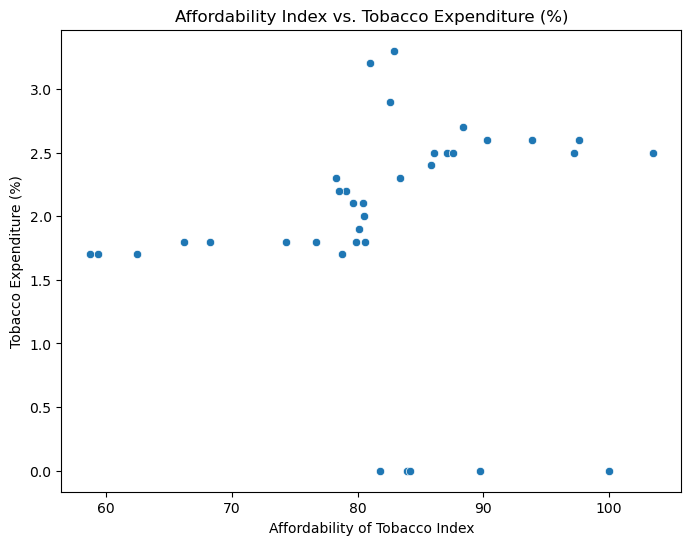 Affordability Index vs. Tobacco Expenditure (%)
Tobacco Expenditure (%)
3.0
2.5
2.0
1.5
1.0
0.5
0.0
60 70 80 90 100
Affordability of Tobacco Index